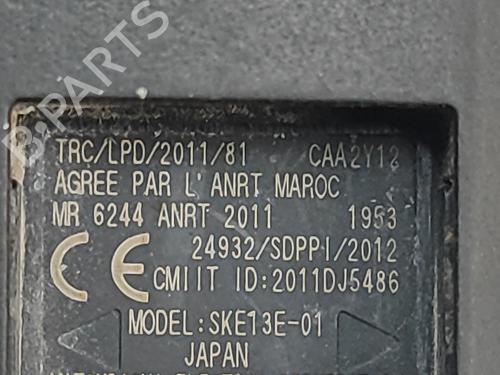 B-PARTS
TRC/LPD/2011/81 CAA2Y12
AGREE PAR L'ANRT MAROC
MR 6244 ANRT 2011 1953
24932/SDPPI/2012
CE CMIIT ID:2011DJ5486
MODEL:SKE13E-01
JAPAN